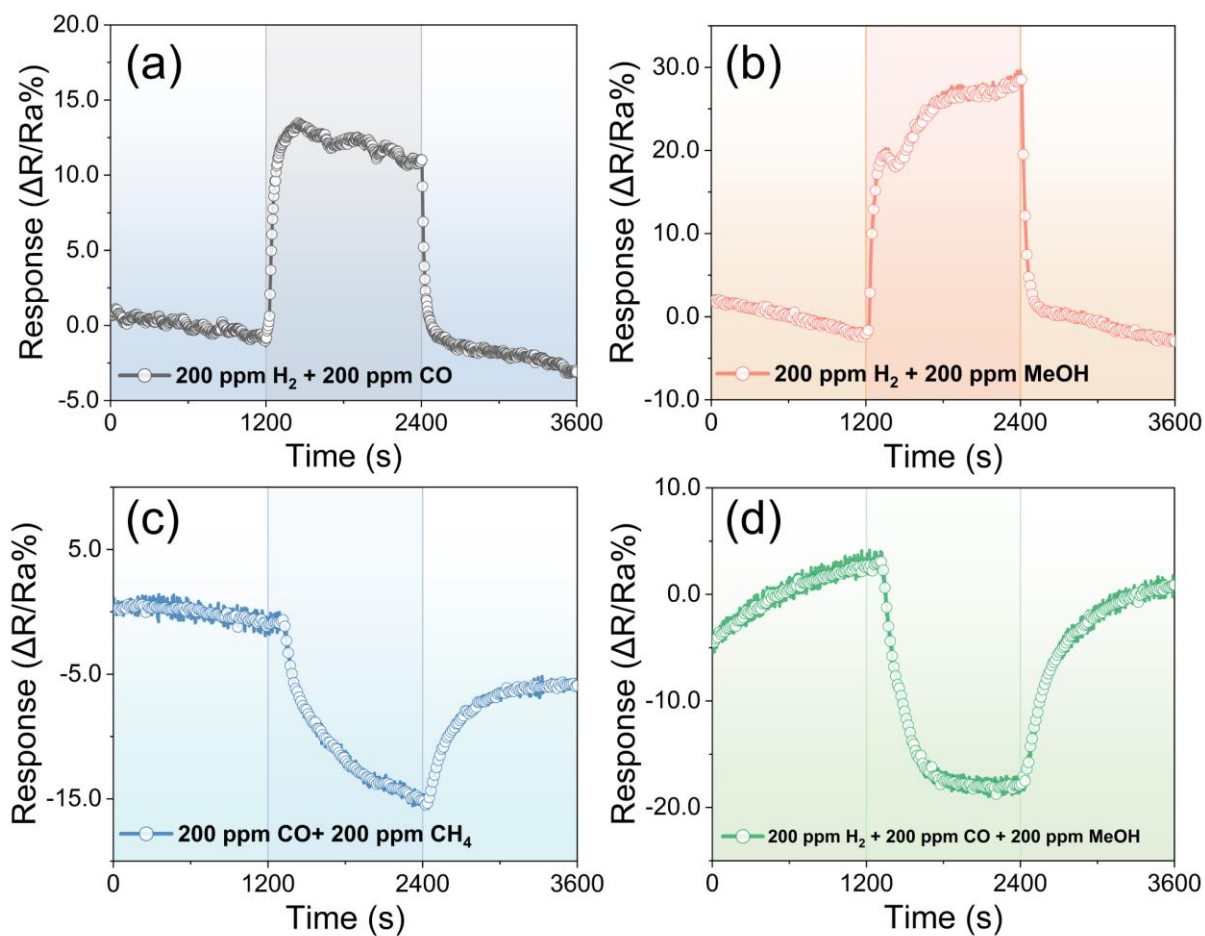 (a)
Response (ΔR/Ra%)
20.0
15.0
10.0
5.0
0.0
-5.0
200 ppm H₂ + 200 ppm CO
0
1200
2400
3600
Time (s)
(b)
Response (ΔR/Ra%)
30.0
20.0
10.0
0.0
-10.0
200 ppm H₂ + 200 ppm MeOH
0
1200
2400
3600
Time (s)
(c)
Response (ΔR/Ra%)
5.0
-5.0
-15.0
200 ppm CO+ 200 ppm CH₄
0
1200
2400
3600
Time (s)
(d)
Response (ΔR/Ra%)
10.0
0.0
-10.0
-20.0
200 ppm H₂ + 200 ppm CO + 200 ppm MeOH
0
1200
2400
3600
Time (s)